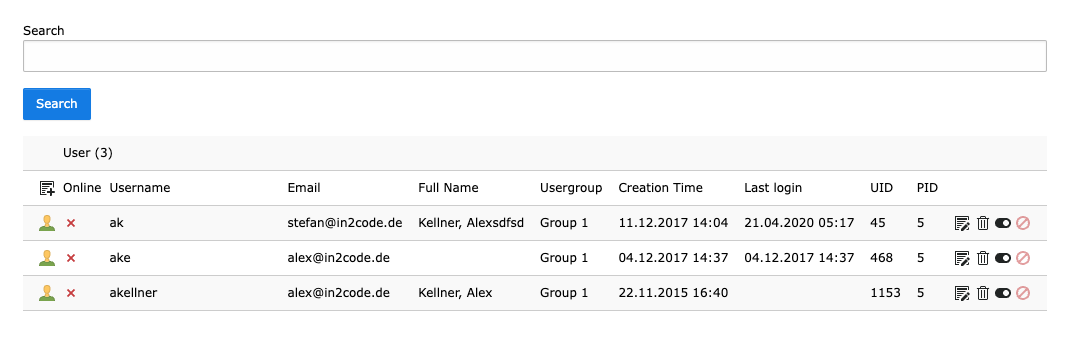 Search
Search
User (3)
Online Username Email Full Name Usergroup Creation Time Last login UID PID
ak stefan@in2code.de Kellner, Alexsdfsd Group 1 11.12.2017 14:04 21.04.2020 05:17 45 5
ake alex@in2code.de Group 1 04.12.2017 14:37 04.12.2017 14:37 468 5
akellner alex@in2code.de Kellner, Alex Group 1 22.11.2015 16:40 1153 5